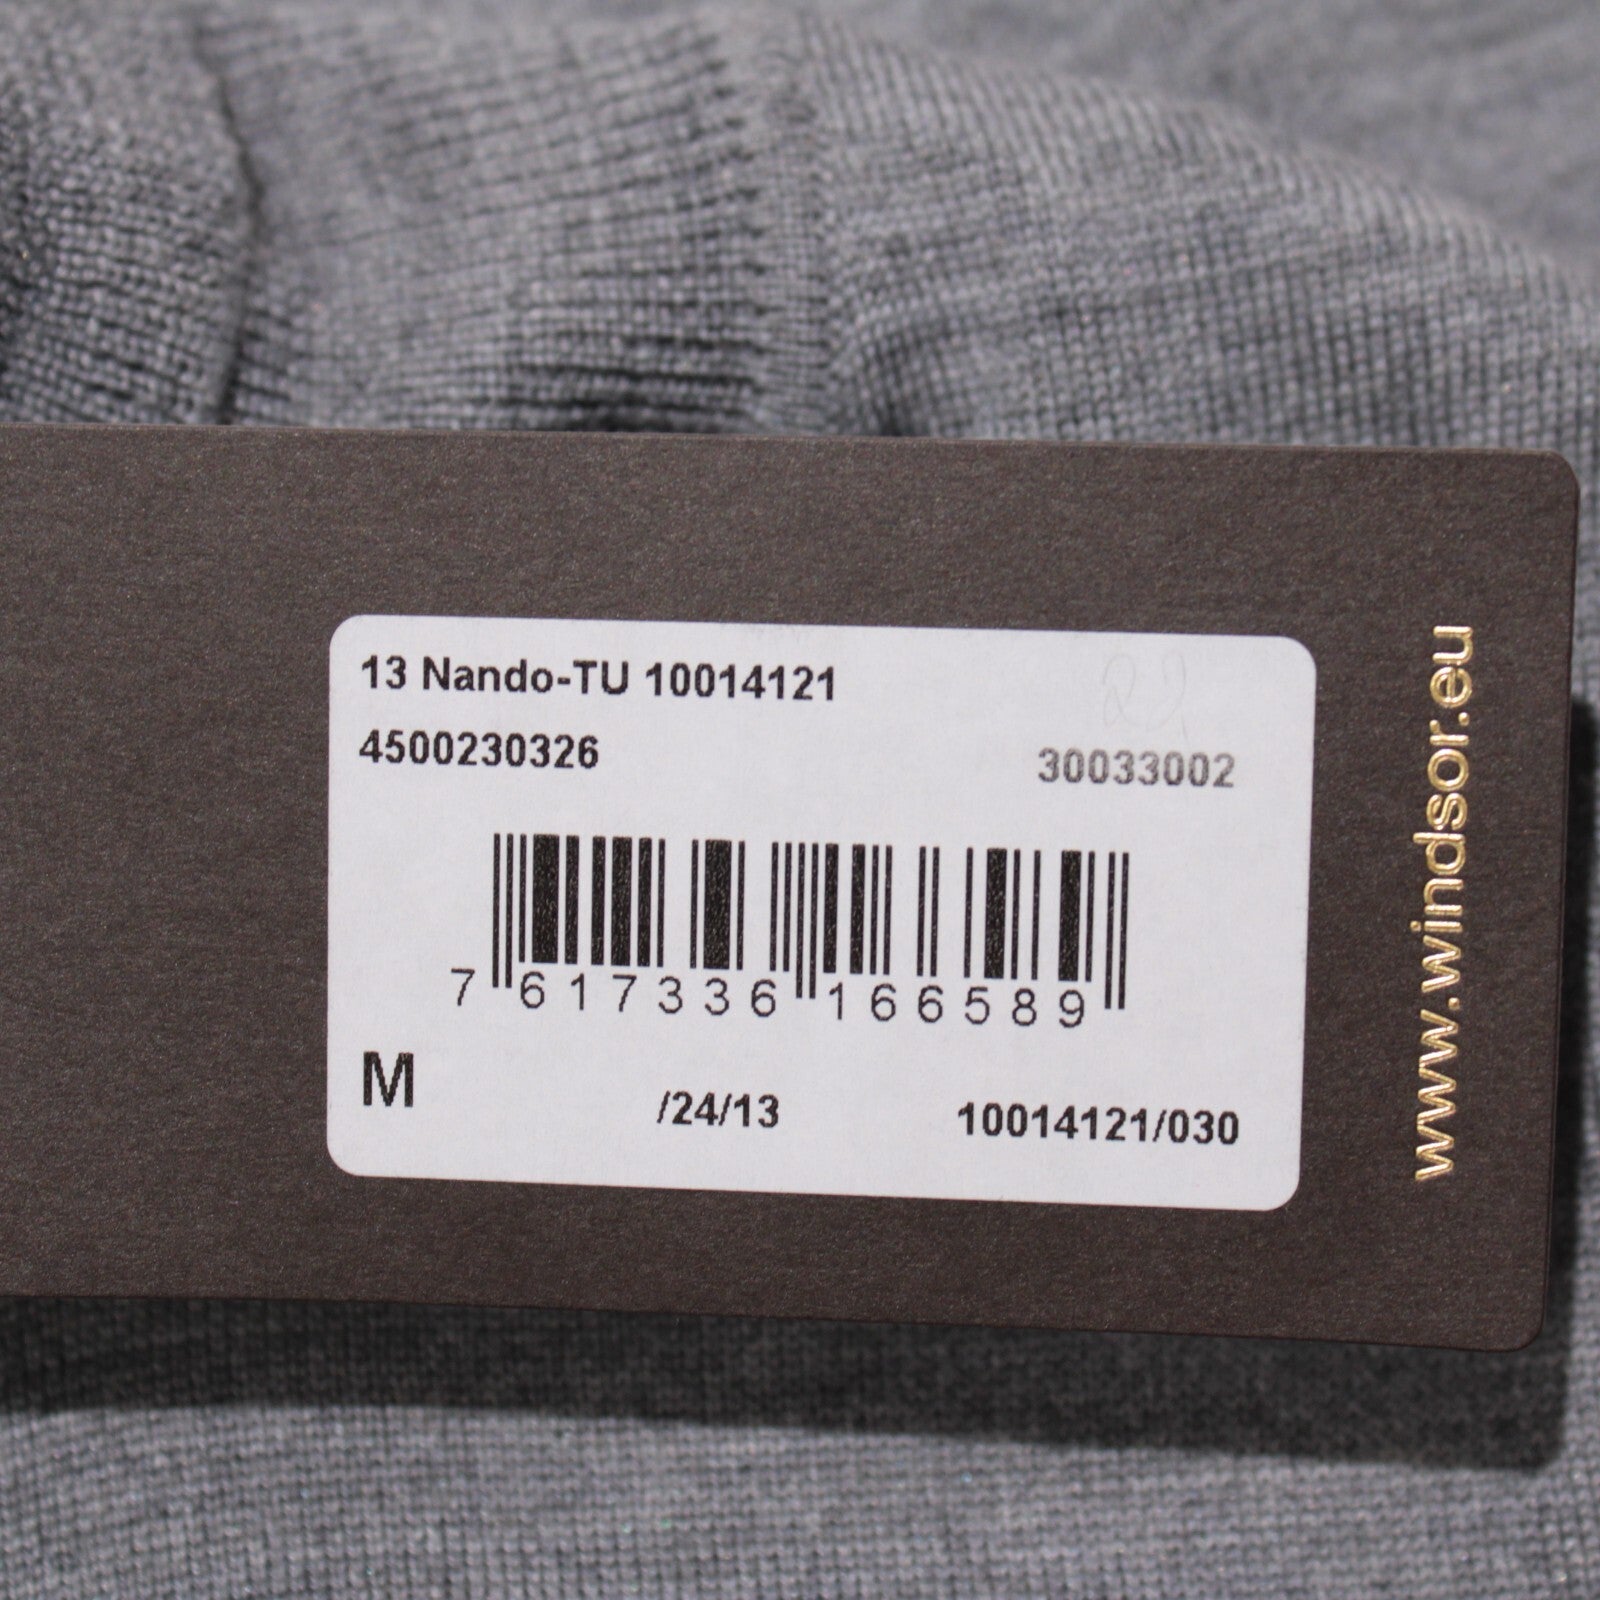 13 Nando-TU 10014121
4500230326 30033002
7 617336 166589
M /24/13 10014121/030
www.windsor.eu